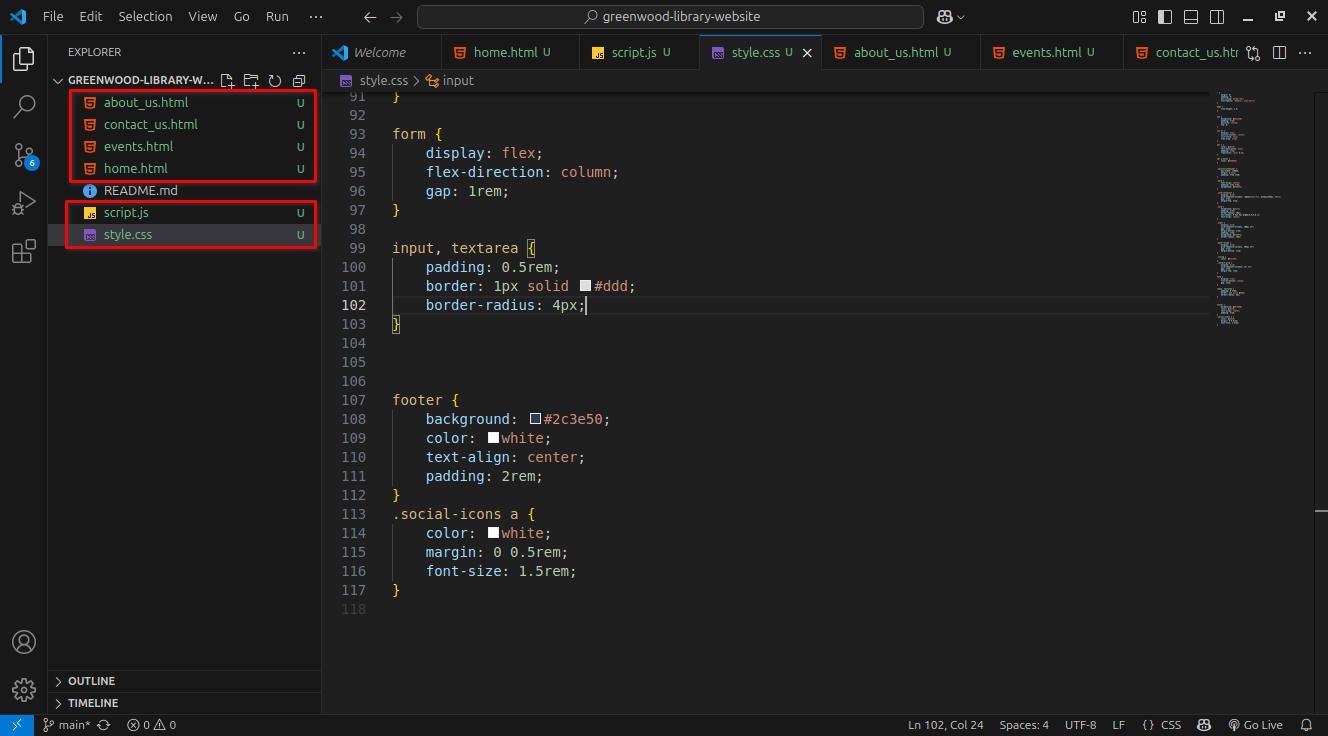 File Edit Selection View Go Run ··· greenwood-library-website
EXPLORER ···
GREENWOOD-LIBRARY-W...
about_us.html U
contact_us.html U
events.html U
home.html U
README.md
script.js U
style.css U
6
OUTLINE
TIMELINE
Welcome home.html U script.js U style.css U about_us.html U events.html U contact_us.htr ···
style.css > input
91 }
92
93 form {
94 display: flex;
95 flex-direction: column;
96 gap: 1rem;
97 }
98
99 input, textarea {
100 padding: 0.5rem;
101 border: 1px solid #ddd;
102 border-radius: 4px;
103 }
104
105
106
107 footer {
108 background: #2c3e50;
109 color: white;
110 text-align: center;
111 padding: 2rem;
112 }
113 .social-icons a {
114 color: white;
115 margin: 0 0.5rem;
116 font-size: 1.5rem;
117 }
118
main* 0 0 Ln 102, Col 24 Spaces: 4 UTF-8 LF {} CSS Go Live